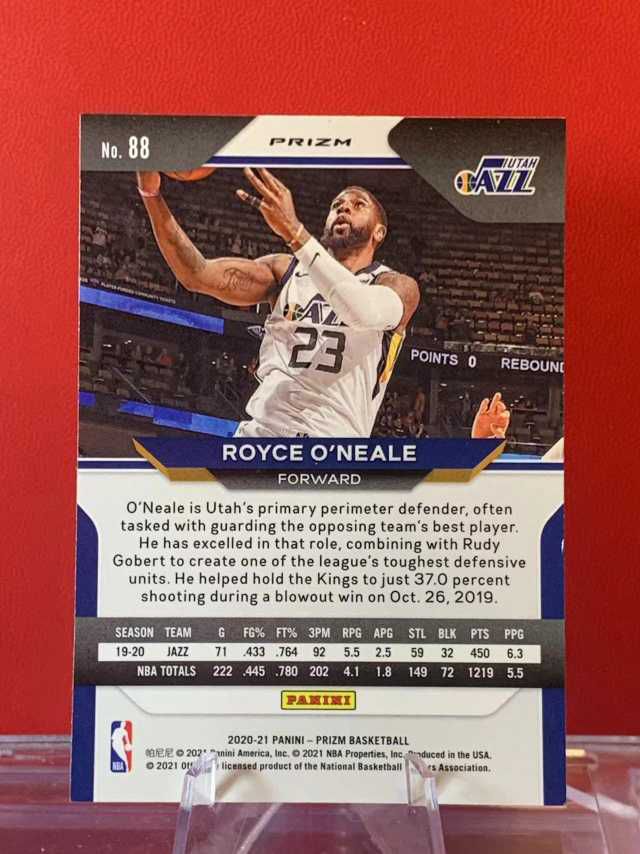 No. 88
PRIZM
UTAH
JAZZ
JAZZ
23
POINTS 0 REBOUND
ROYCE O'NEALE
FORWARD
O'Neale is Utah's primary perimeter defender, often
tasked with guarding the opposing team's best player.
He has excelled in that role, combining with Rudy
Gobert to create one of the league's toughest defensive
units. He helped hold the Kings to just 37.0 percent
shooting during a blowout win on Oct. 26, 2019.
SEASON TEAM G FG% FT% 3PM RPG APG STL BLK PTS PPG
19-20 JAZZ 71 .433 .764 92 5.5 2.5 59 32 450 6.3
NBA TOTALS 222 .445 .780 202 4.1 1.8 149 72 1219 5.5
PANINI
NBA
2020-21 PANINI – PRIZM BASKETBALL
帕尼尼 © 2021 Panini America, Inc. © 2021 NBA Properties, Inc. Produced in the USA.
© 2021 licensed product of the National Basketball Association.